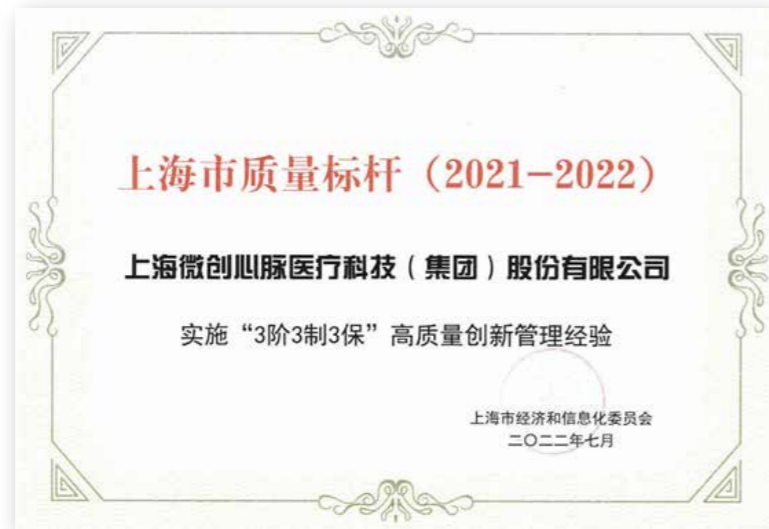 上海市质量标杆（2021—2022）
上海微创心脉医疗科技（集团）股份有限公司
实施“3阶3制3保”高质量创新管理经验
上海市经济和信息化委员会
二〇二二年七月